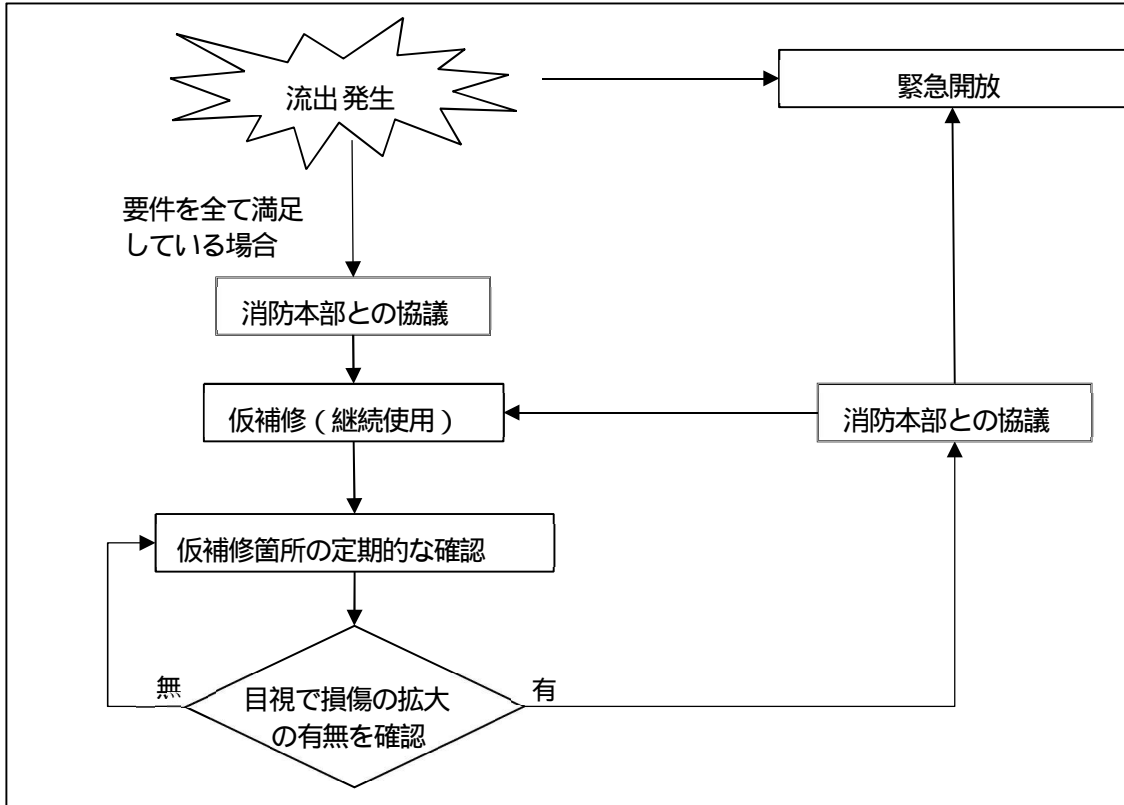 流出発生
緊急開放
要件を全て満足
している場合
消防本部との協議
仮補修（継続使用）
消防本部との協議
仮補修箇所の定期的な確認
無
目視で損傷の拡大
の有無を確認
有